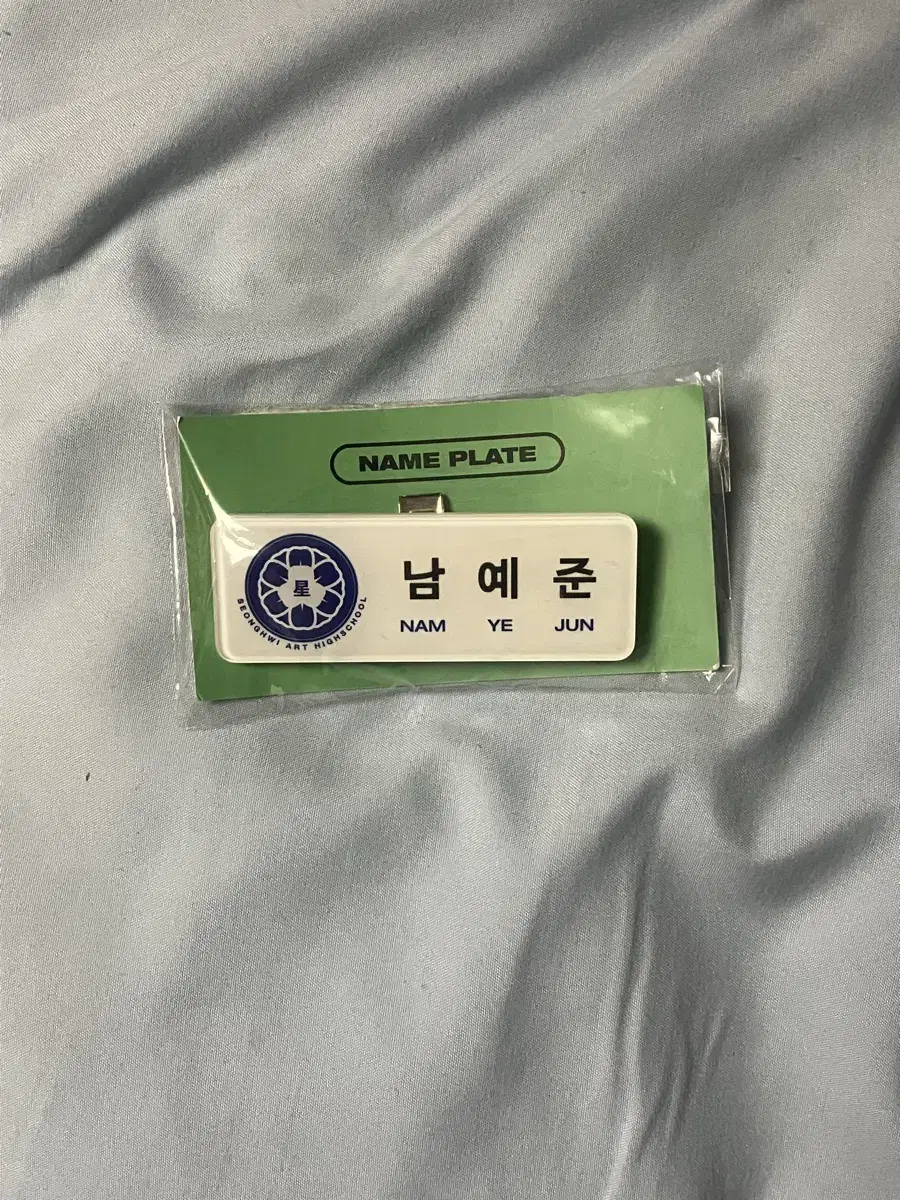 NAME PLATE
星
SEONGHWI ART HIGHSCHOOL
남 예 준
NAM YE JUN